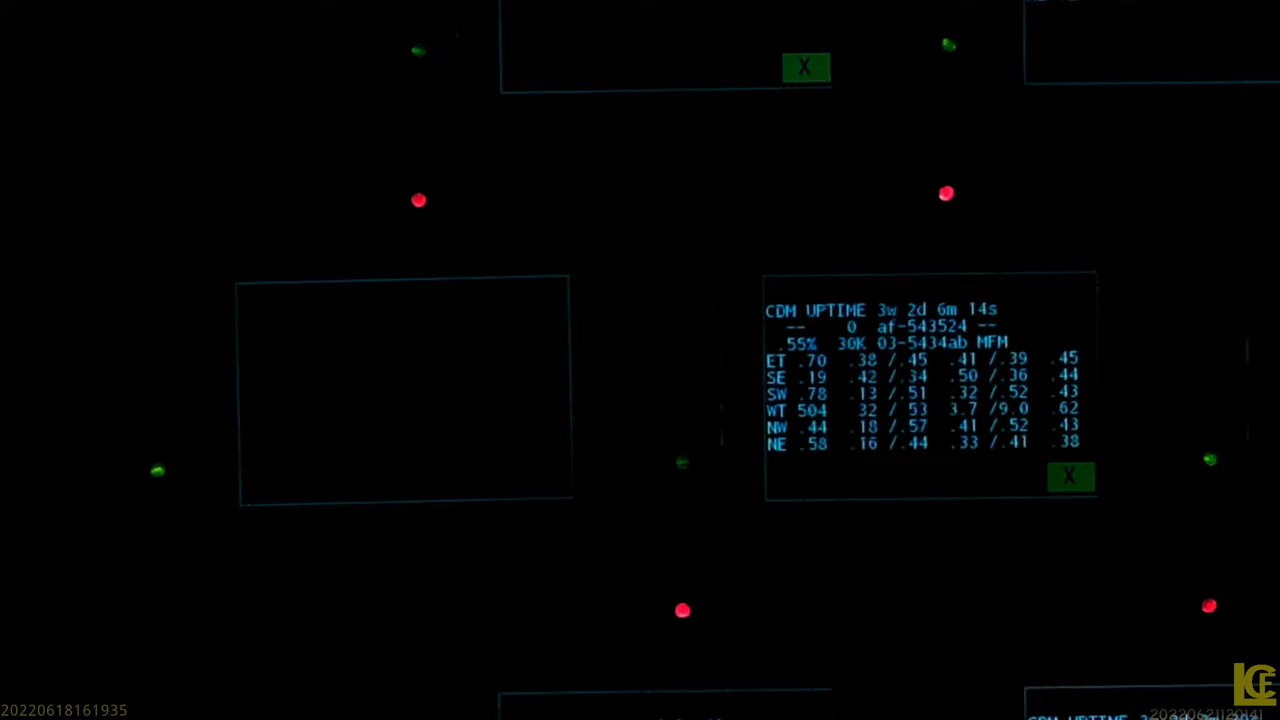 X
CDM UPTIME 3w 2d 6m 14s
-- 0 af-543524 --
.55% 30K 03-5434ab MFM
ET .70 .38 /.45 .41 /.39 .45
SE .19 .42 /.34 .50 /.36 .44
SW .78 .13 /.51 .32 /.52 .43
WT 504 32 / 53 3.7 /9.0 .62
NW .44 .18 /.57 .41 /.52 .43
NE .58 .16 /.44 .33 /.41 .38
X
20220618161935
CDM UPTIME